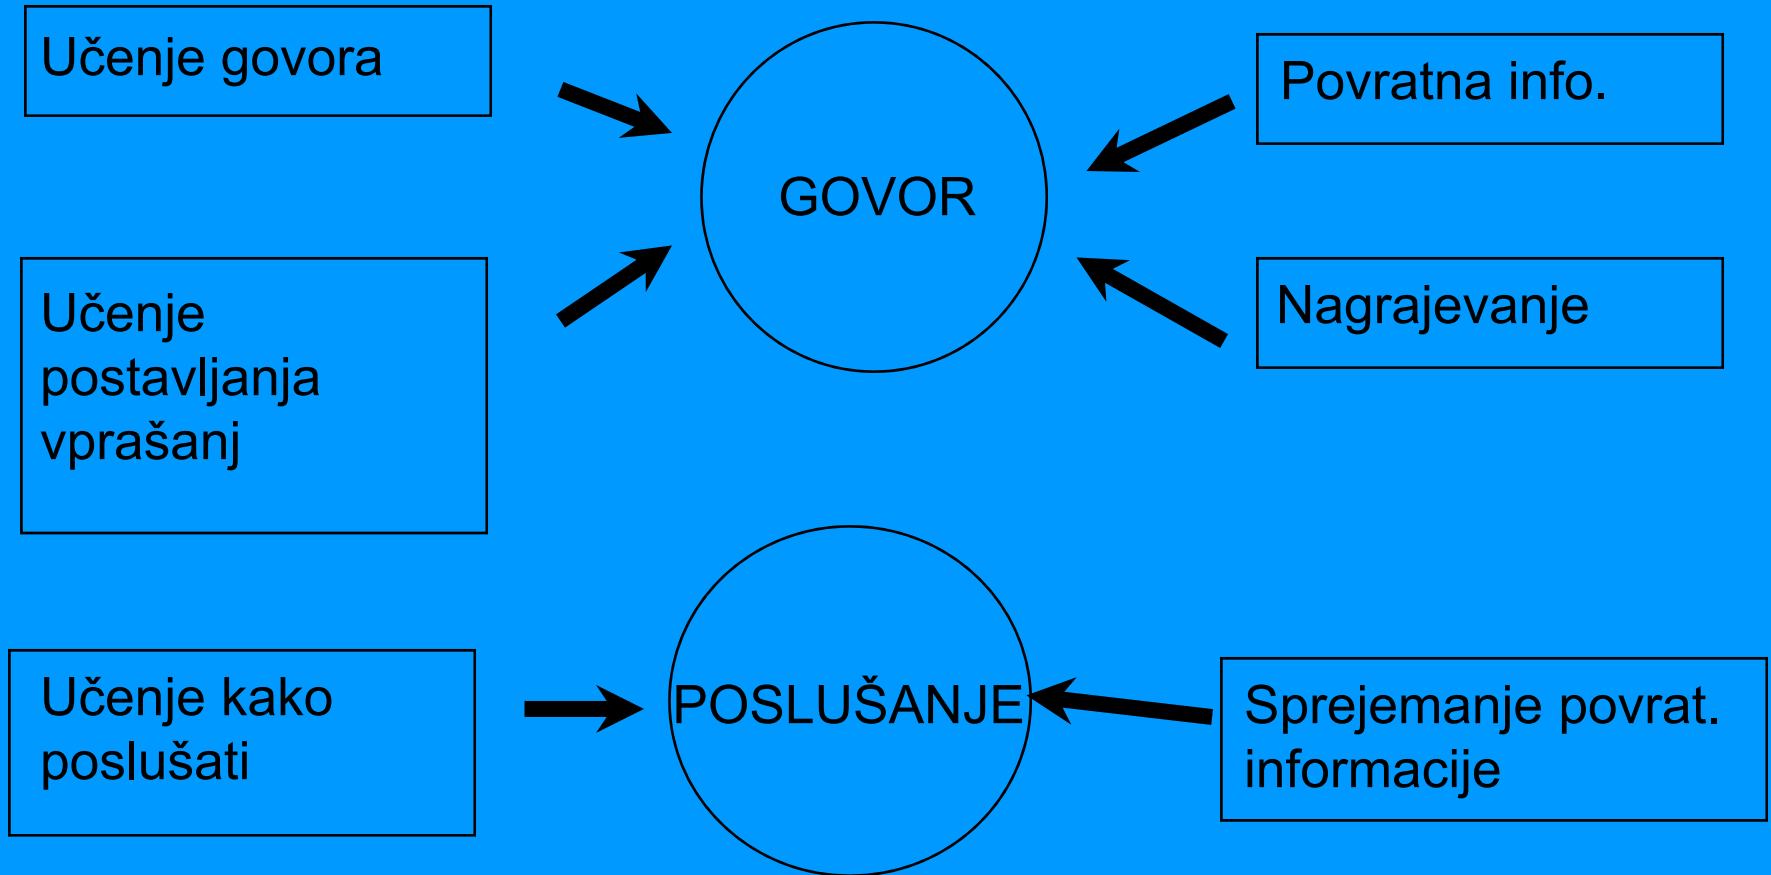 Učenje govora
Povratna info.
GOVOR
Učenje
postavljanja
vprašanj
Nagrajevanje
Učenje kako
poslušati
POSLUŠANJE
Sprejemanje povrat.
informacije